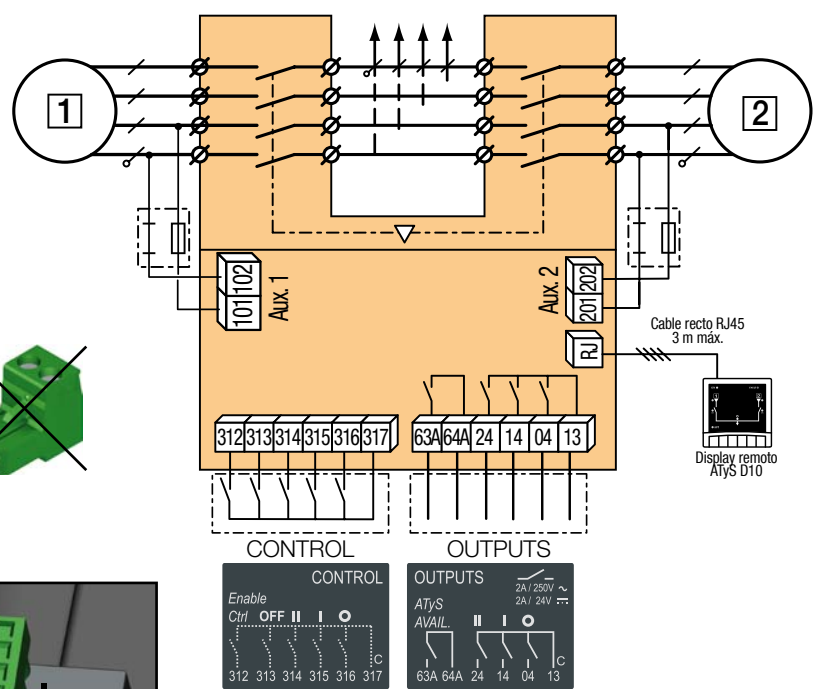 1
2
101 102
Aux. 1
Aux. 2
201 202
RJ
Cable recto RJ45
3 m máx.
Display remoto
ATyS D10
312 313 314 315 316 317
63A 64A 24 14 04 13
CONTROL
OUTPUTS
CONTROL
Enable
Ctrl OFF II I O
312 313 314 315 316 317
C
OUTPUTS
2A / 250V ~
2A / 24V ⎓
ATyS
AVAIL. II I O
63A 64A 24 14 04 13
C